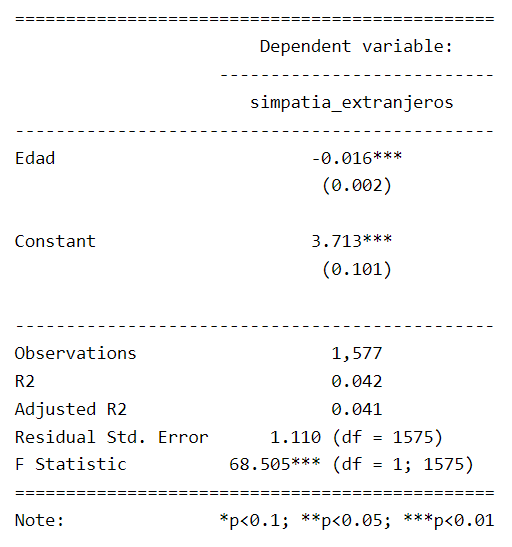 ===============================================
Dependent variable:
---------------------------
simpatia_extranjeros
-----------------------------------------------
Edad -0.016***
(0.002)
Constant 3.713***
(0.101)
-----------------------------------------------
Observations 1,577
R2 0.042
Adjusted R2 0.041
Residual Std. Error 1.110 (df = 1575)
F Statistic 68.505*** (df = 1; 1575)
===============================================
Note: *p<0.1; **p<0.05; ***p<0.01